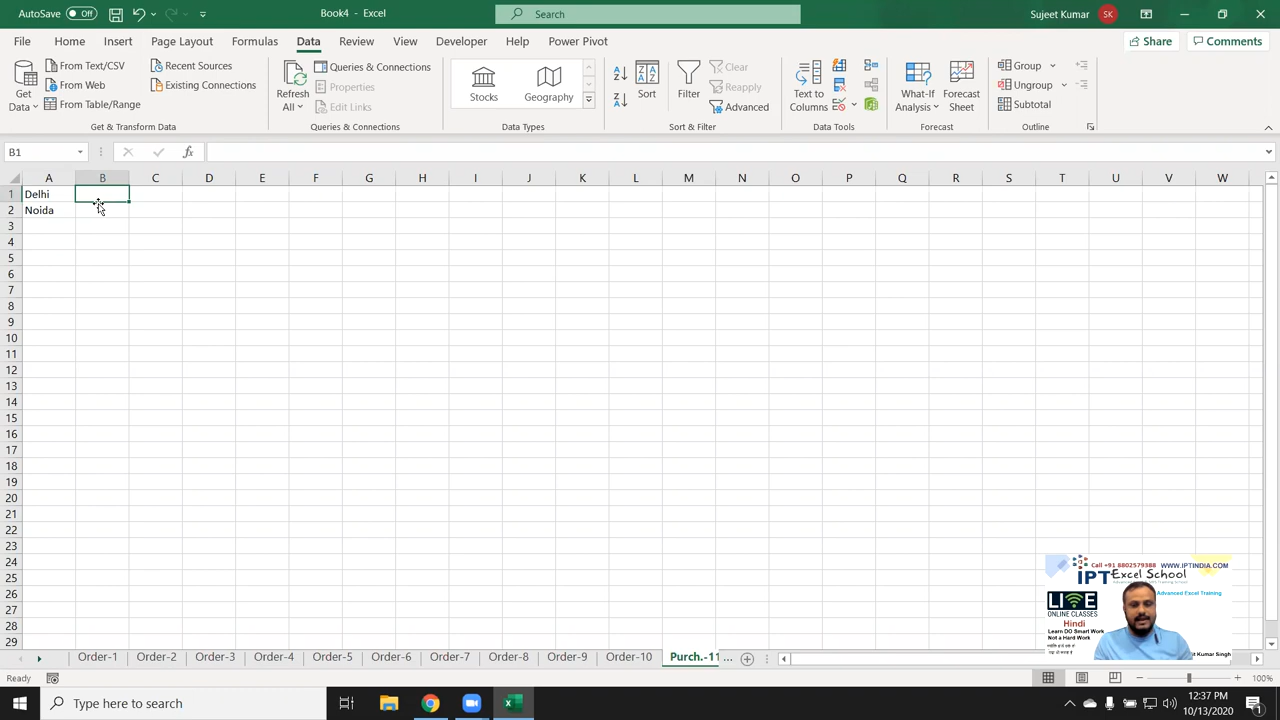 AutoSave Off Book4 - Excel Search Sujeet Kumar SK
File Home Insert Page Layout Formulas Data Review View Developer Help Power Pivot Share Comments
Get Data
From Text/CSV
From Web
From Table/Range
Recent Sources
Existing Connections
Get & Transform Data
Refresh All
Queries & Connections
Properties
Edit Links
Queries & Connections
Stocks
Geography
Data Types
Sort
Filter
Clear
Reapply
Advanced
Sort & Filter
Text to Columns
Data Tools
What-If Analysis
Forecast Sheet
Forecast
Group
Ungroup
Subtotal
Outline
B1 fx
A B C D E F G H I J K L M N O P Q R S T U V W
1 Delhi
2 Noida
3
4
5
6
7
8
9
10
11
12
13
14
15
16
17
18
19
20
21
22
23
24
25
26
27
28
29
Call +91 8802579388 WWW.IPTINDIA.COM
IPT Excel School
LIVE
ONLINE CLASSES
Advanced Excel Training
Hindi
Learn DO Smart Work
Not a Hard Work
it Kumar Singh
Order-1 Order-2 Order-3 Order-4 Order-5 Order-6 Order-7 Order-8 Order-9 Order-10 Purch.-11 ...
Ready 100%
Type here to search
12:37 PM
10/13/2020
1